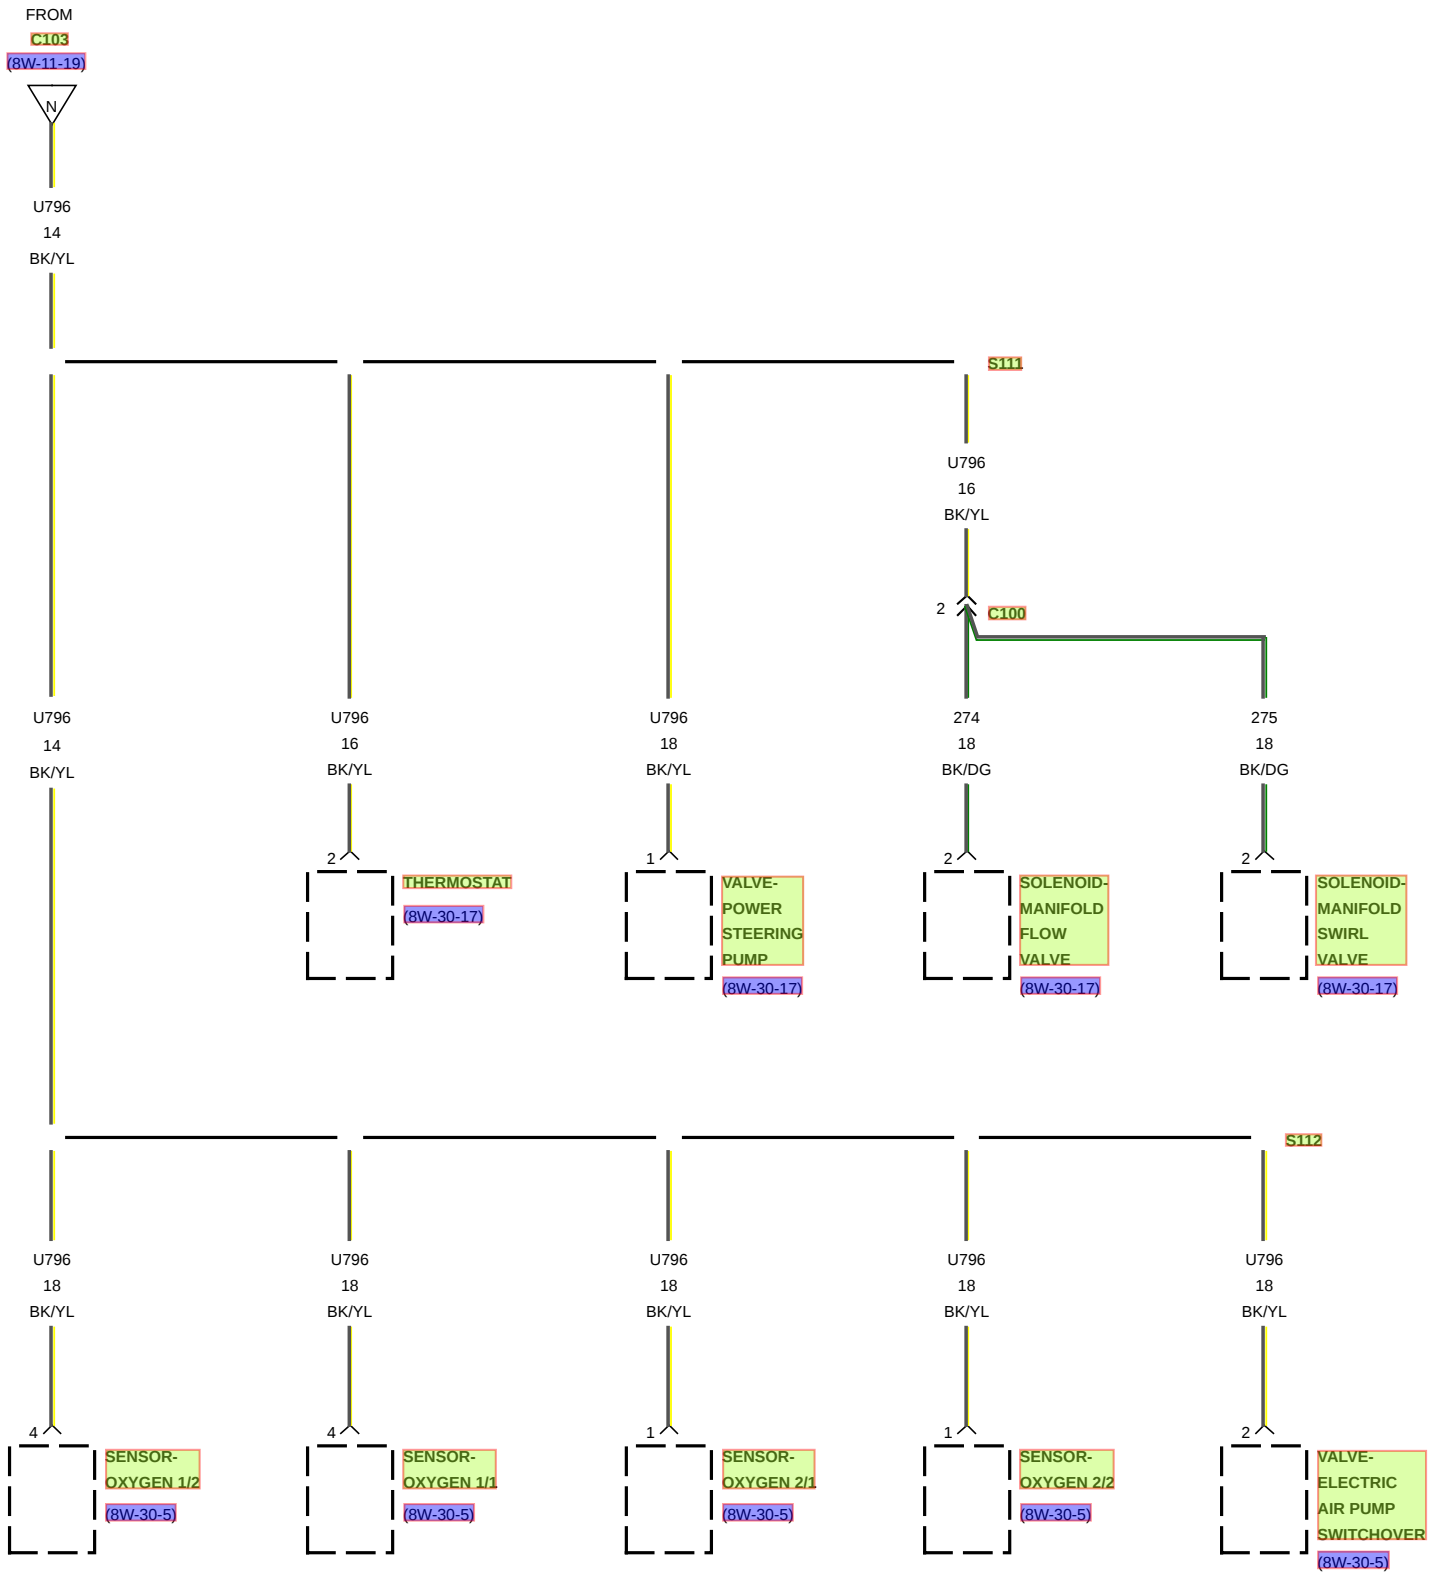 FROM
C103
(8W-11-19)
N
U796
14
BK/YL
S111
U796
16
BK/YL
2
C100
U796
14
BK/YL
U796
16
BK/YL
U796
18
BK/YL
274
18
BK/DG
275
18
BK/DG
2
THERMOSTAT
(8W-30-17)
1
VALVE-
POWER
STEERING
PUMP
(8W-30-17)
2
SOLENOID-
MANIFOLD
FLOW
VALVE
(8W-30-17)
2
SOLENOID-
MANIFOLD
SWIRL
VALVE
(8W-30-17)
S112
U796
18
BK/YL
U796
18
BK/YL
U796
18
BK/YL
U796
18
BK/YL
U796
18
BK/YL
4
SENSOR-
OXYGEN 1/2
(8W-30-5)
4
SENSOR-
OXYGEN 1/1
(8W-30-5)
1
SENSOR-
OXYGEN 2/1
(8W-30-5)
1
SENSOR-
OXYGEN 2/2
(8W-30-5)
2
VALVE-
ELECTRIC
AIR PUMP
SWITCHOVER
(8W-30-5)